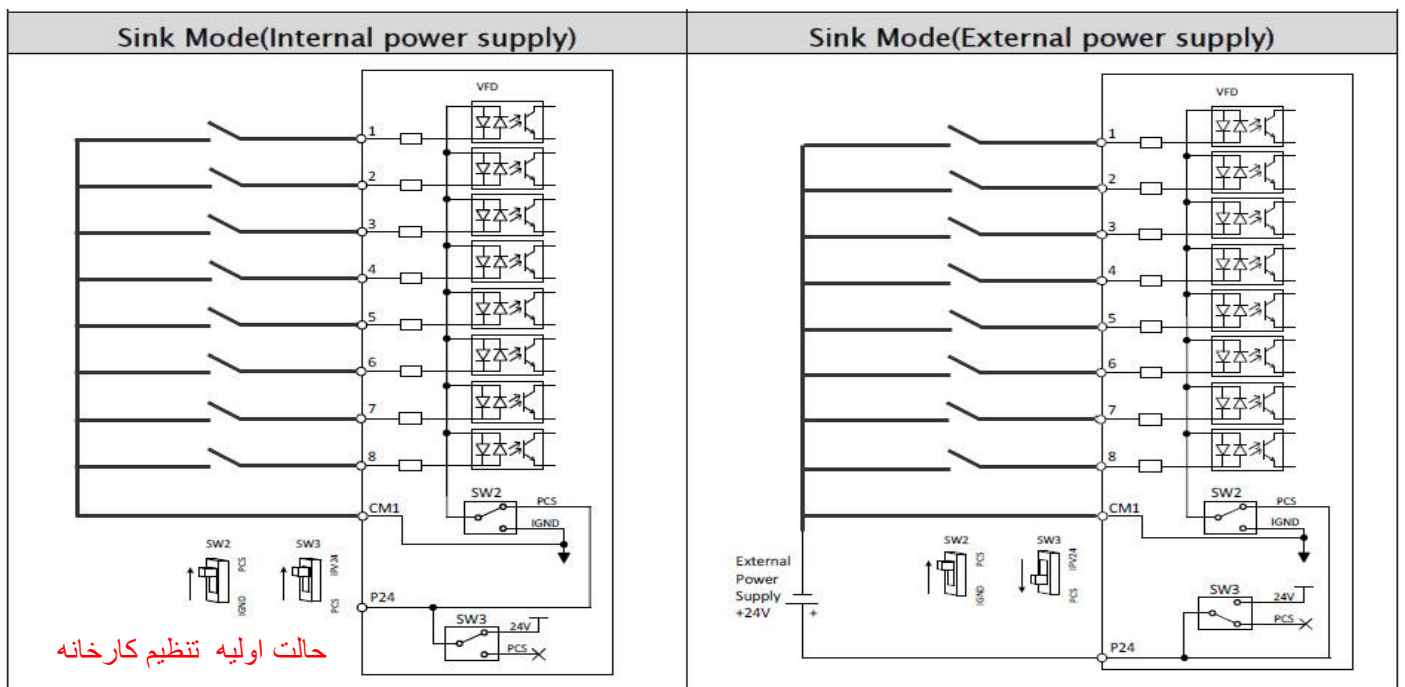 Sink Mode(Internal power supply)
VFD
1
2
3
4
5
6
7
8
SW2
PCS
IGND
CM1
SW2
PCS
IGND
SW3
IPV24
PCS
P24
SW3
24V
PCS
حالت اولیه تنظیم کارخانه
Sink Mode(External power supply)
VFD
1
2
3
4
5
6
7
8
SW2
PCS
IGND
CM1
SW2
PCS
IGND
SW3
IPV24
PCS
External
Power
Supply
+24V
+
SW3
24V
PCS
P24